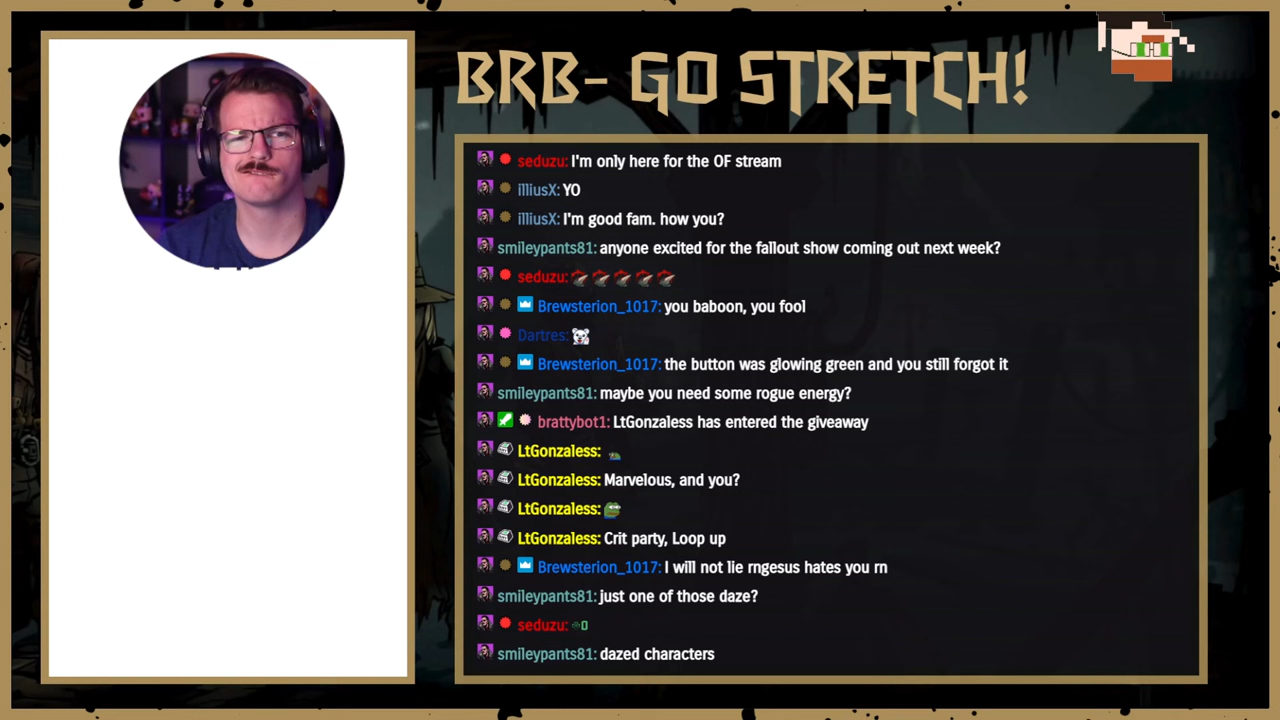 BRB- GO STRETCH!
seduzu: I'm only here for the OF stream
illiusX: YO
illiusX: I'm good fam. how you?
smileypants81: anyone excited for the fallout show coming out next week?
seduzu:
Brewsterion_1017: you baboon, you fool
Dartres:
Brewsterion_1017: the button was glowing green and you still forgot it
smileypants81: maybe you need some rogue energy?
brattybot1: LtGonzaless has entered the giveaway
LtGonzaless:
LtGonzaless: Marvelous, and you?
LtGonzaless:
LtGonzaless: Crit party, Loop up
Brewsterion_1017: I will not lie rngesus hates you rn
smileypants81: just one of those daze?
seduzu:
smileypants81: dazed characters